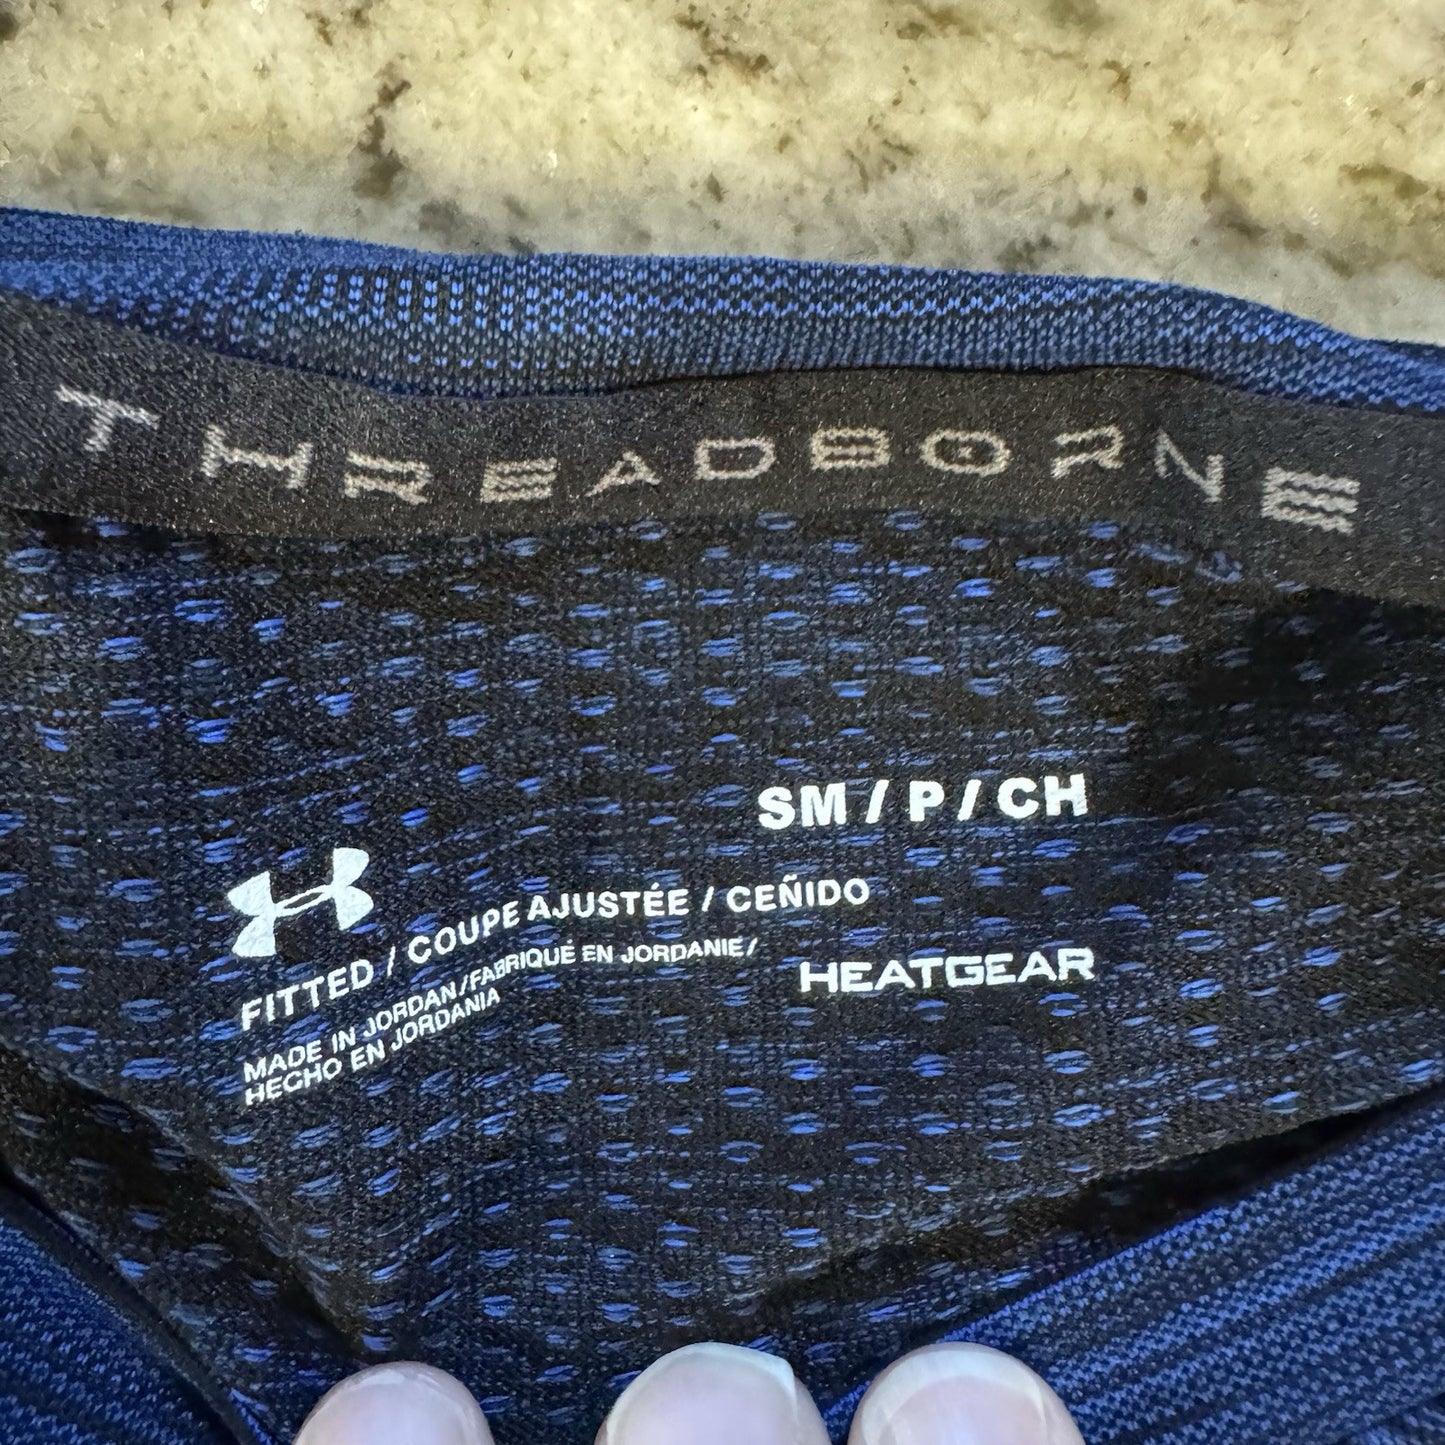 THREADBORNE
SM / P / CH
FITTED / COUPE AJUSTÉE / CEÑIDO
MADE IN JORDAN/FABRIQUÉ EN JORDANIE/
HECHO EN JORDANIA
HEATGEAR